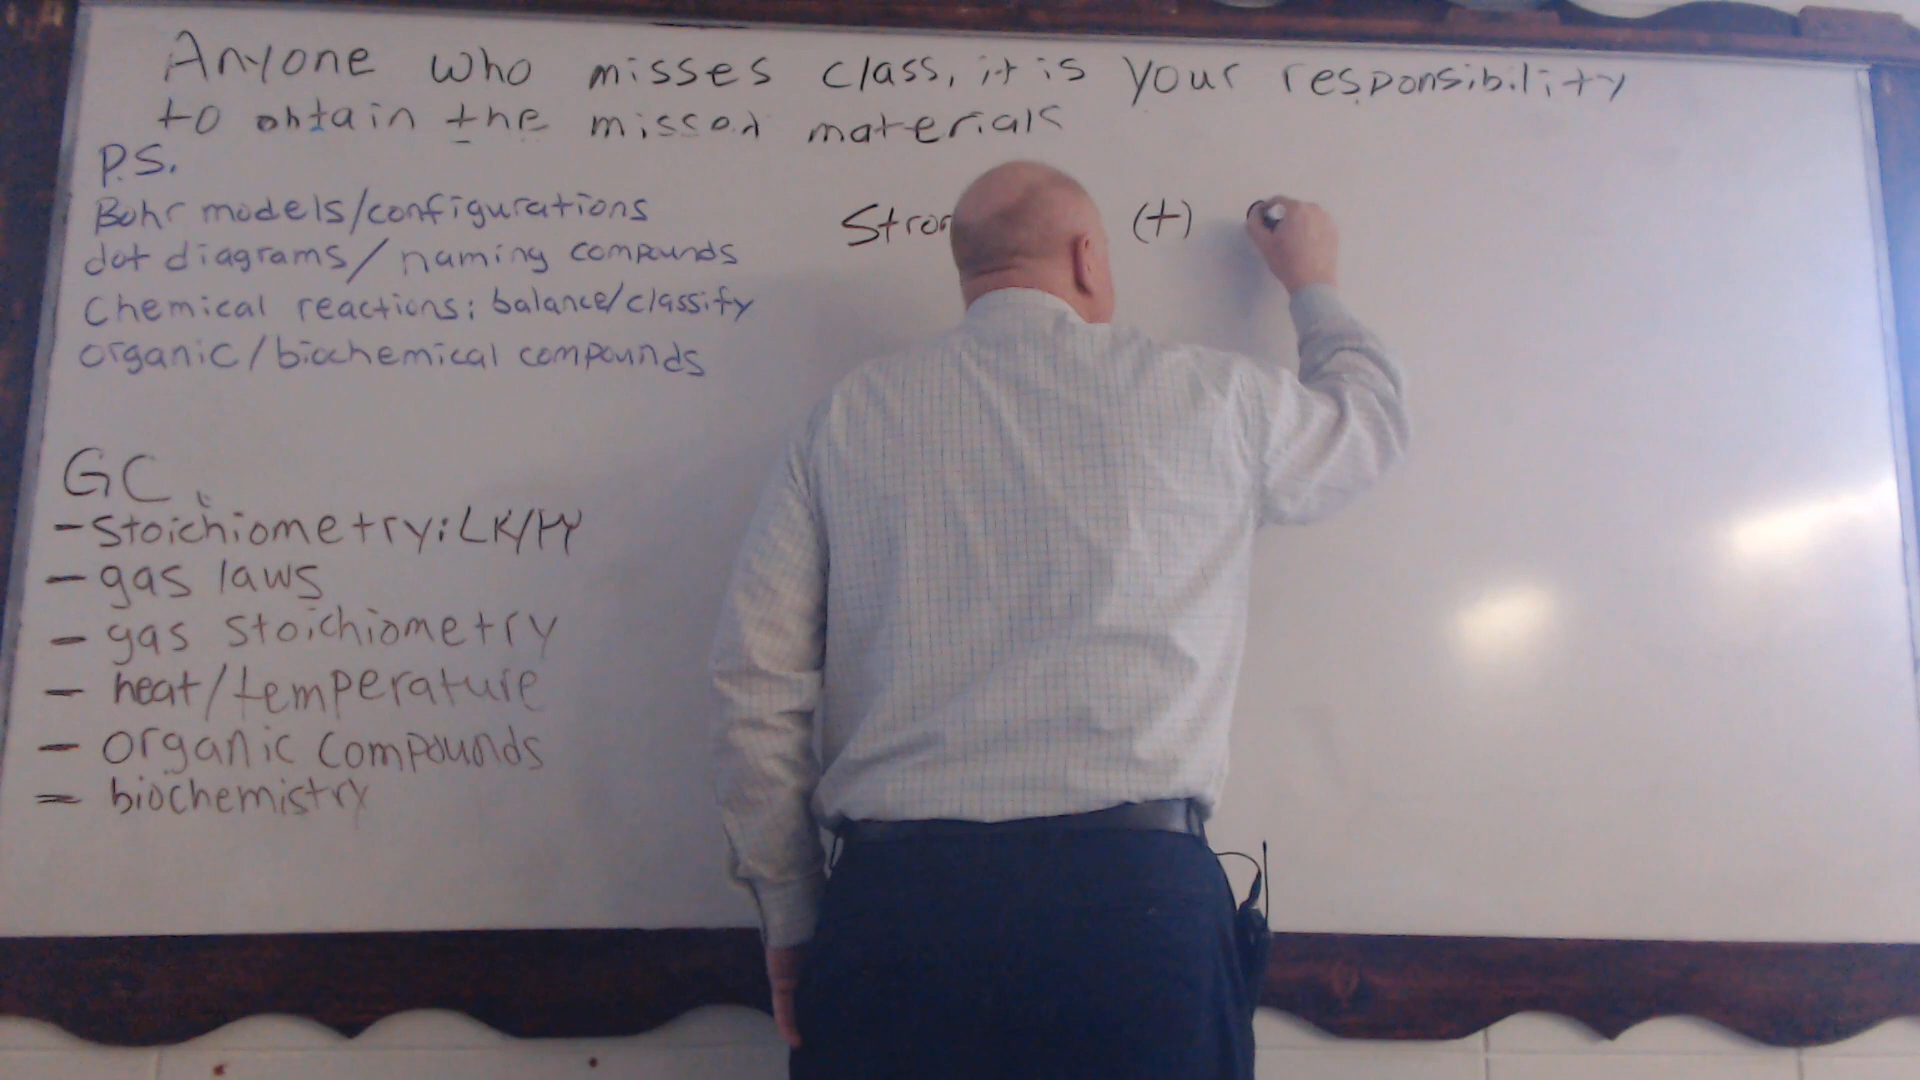 Anyone who misses class, it is your responsibility
to obtain the missed materials
P.S.
Bohr models/configurations
dot diagrams/naming compounds
Chemical reactions: balance/classify
organic/biochemical compounds
(+)
GC
- stoichiometry: LR/PY
- gas laws
- gas stoichiometry
- heat/temperature
- organic compounds
= biochemistry